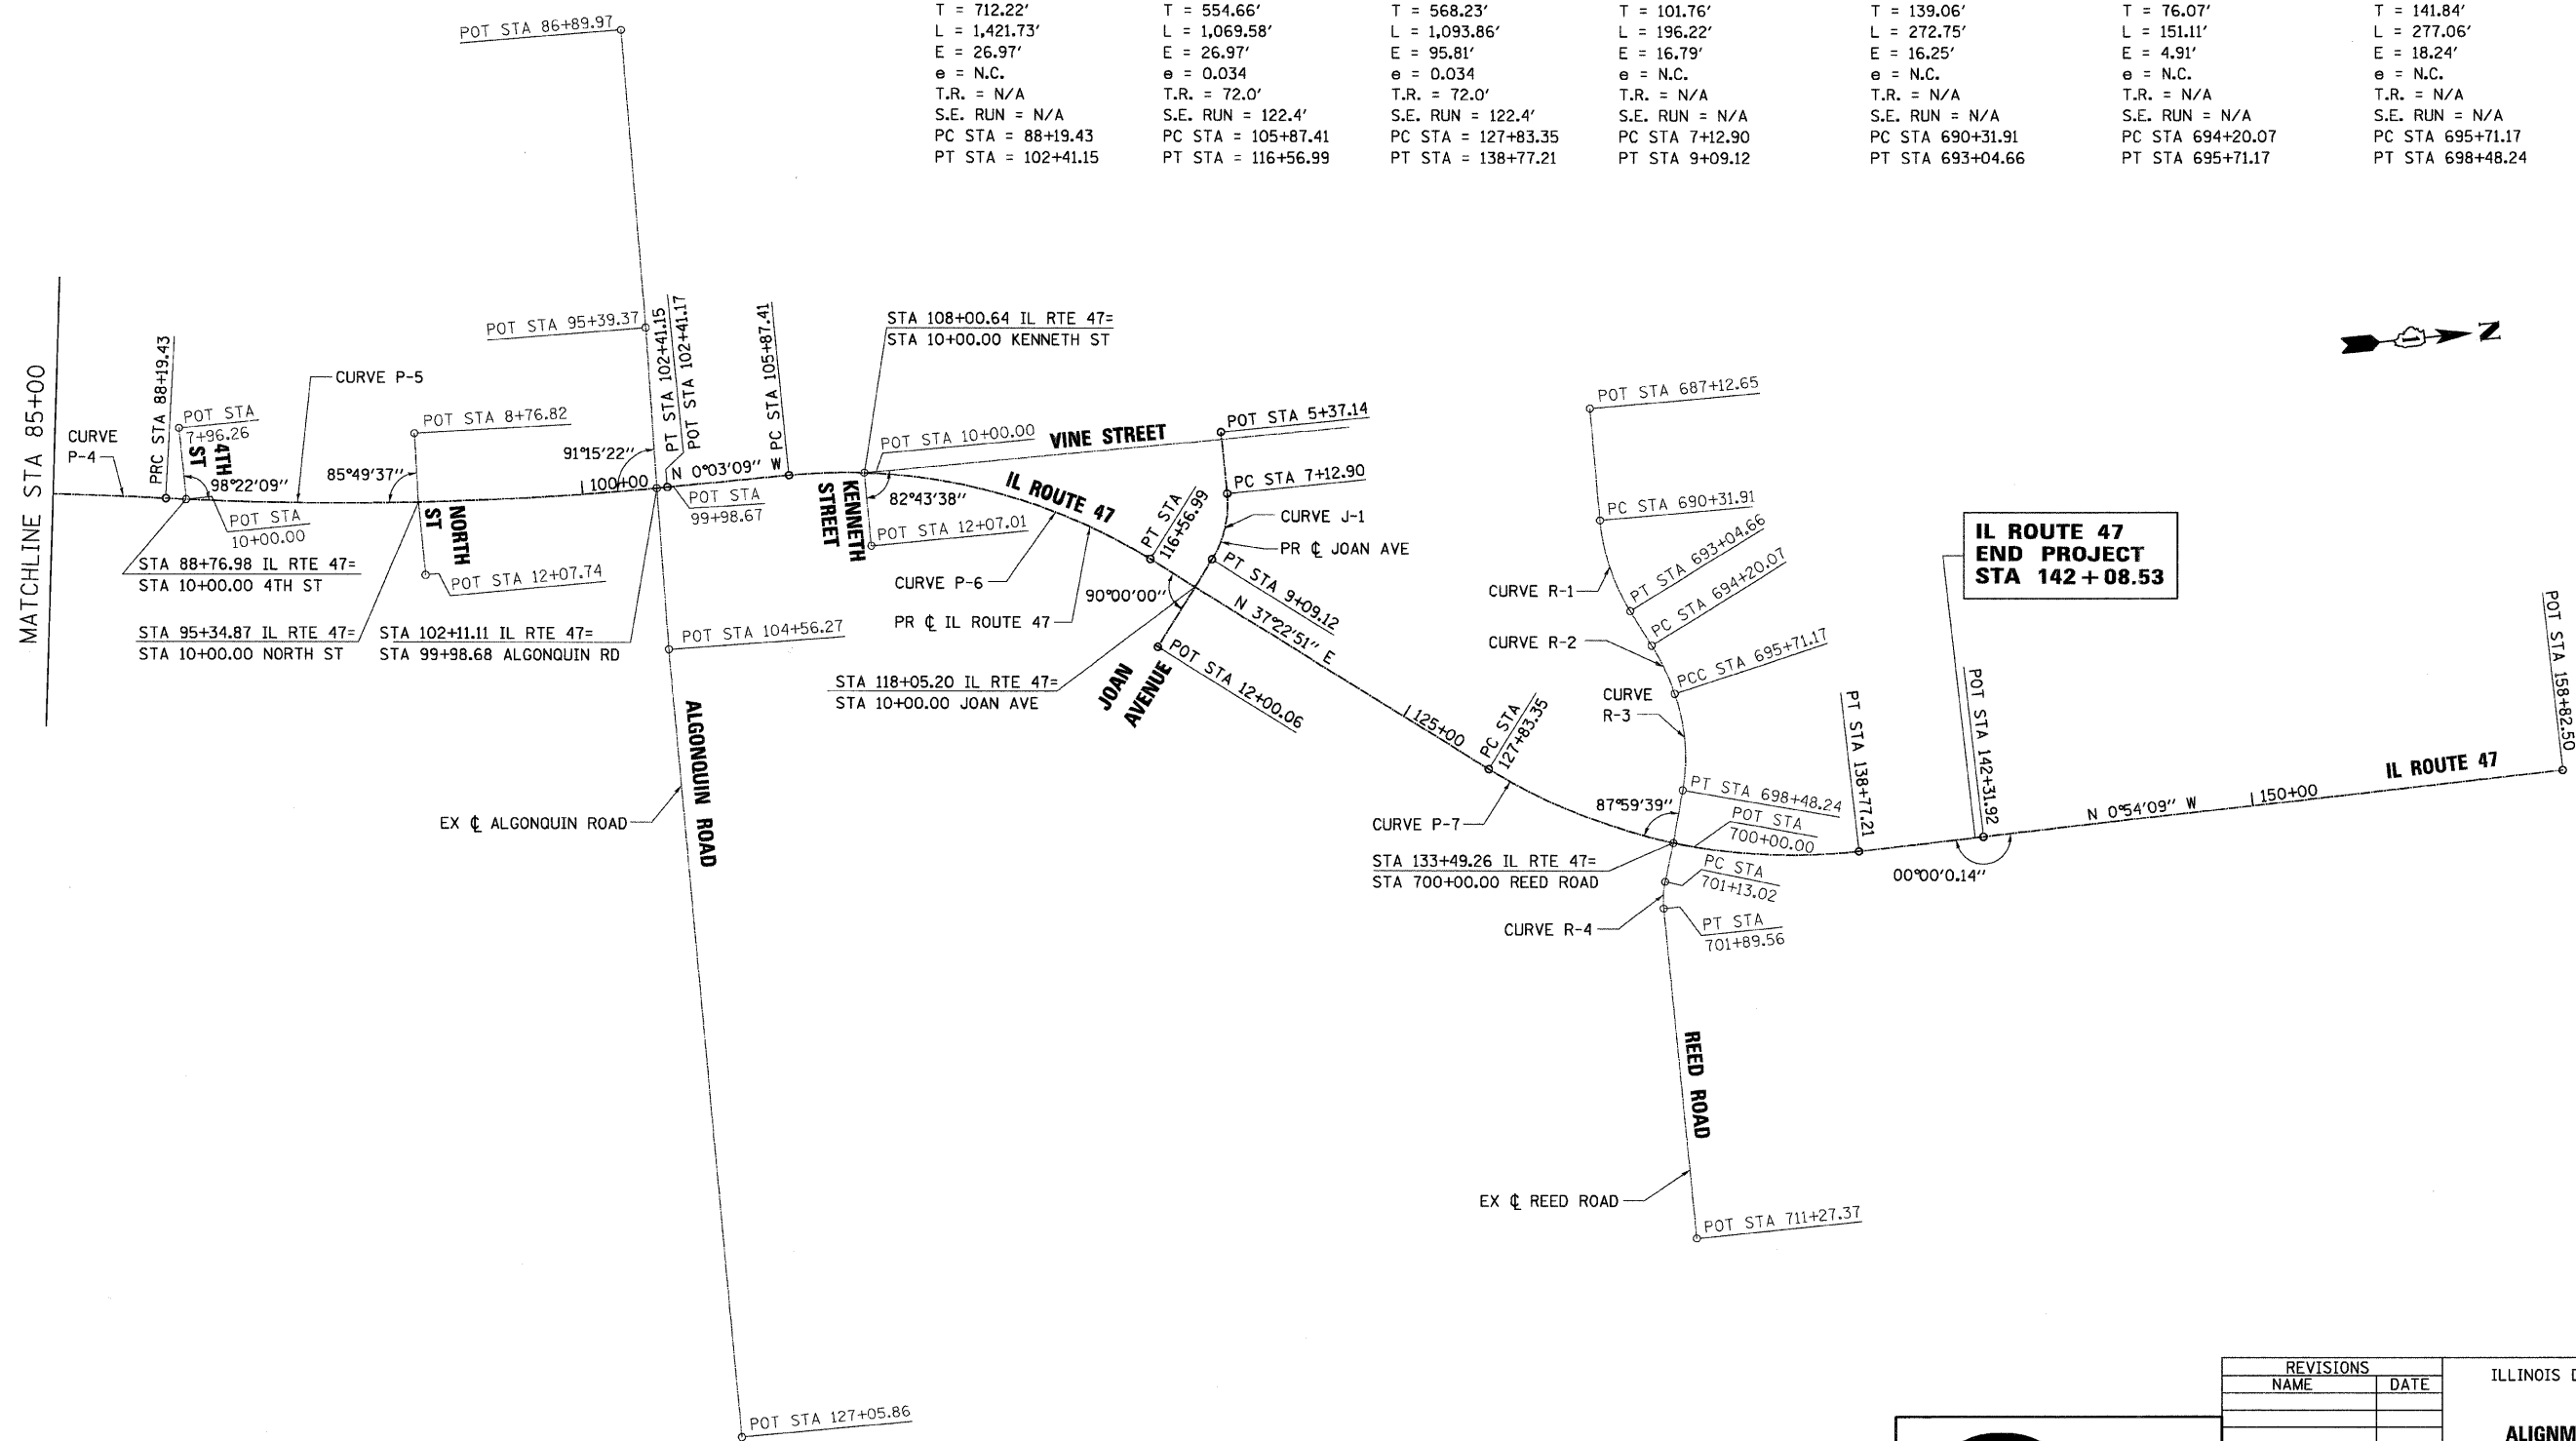 T = 712.22'
L = 1,421.73'
E = 26.97'
e = N.C.
T.R. = N/A
S.E. RUN = N/A
PC STA = 88+19.43
PT STA = 102+41.15
T = 554.66'
L = 1,069.58'
E = 26.97'
e = 0.034
T.R. = 72.0'
S.E. RUN = 122.4'
PC STA = 105+87.41
PT STA = 116+56.99
T = 568.23'
L = 1,093.86'
E = 95.81'
e = 0.034
T.R. = 72.0'
S.E. RUN = 122.4'
PC STA = 127+83.35
PT STA = 138+77.21
T = 101.76'
L = 196.22'
E = 16.79'
e = N.C.
T.R. = N/A
S.E. RUN = N/A
PC STA 7+12.90
PT STA 9+09.12
T = 139.06'
L = 272.75'
E = 16.25'
e = N.C.
T.R. = N/A
S.E. RUN = N/A
PC STA 690+31.91
PT STA 693+04.66
T = 76.07'
L = 151.11'
E = 4.91'
e = N.C.
T.R. = N/A
S.E. RUN = N/A
PC STA 694+20.07
PT STA 695+71.17
T = 141.84'
L = 277.06'
E = 18.24'
e = N.C.
T.R. = N/A
S.E. RUN = N/A
PC STA 695+71.17
PT STA 698+48.24
POT STA 86+89.97
POT STA 95+39.37
MATCHLINE STA 85+00
CURVE
P-4
PRC STA 88+19.43
POT STA
7+96.26
4TH
ST
98°22'09"
POT STA
10+00.00
STA 88+76.98 IL RTE 47=
STA 10+00.00 4TH ST
CURVE P-5
POT STA 8+76.82
85°49'37"
NORTH
ST
POT STA 12+07.74
STA 95+34.87 IL RTE 47=
STA 10+00.00 NORTH ST
91°15'22"
100+00
PT STA 102+41.15
POT STA 102+41.17
N 0°03'09" W
POT STA
99+98.67
STA 102+11.11 IL RTE 47=
STA 99+98.68 ALGONQUIN RD
POT STA 104+56.27
ALGONQUIN ROAD
EX ℄ ALGONQUIN ROAD
POT STA 127+05.86
PC STA 105+87.41
STA 108+00.64 IL RTE 47=
STA 10+00.00 KENNETH ST
POT STA 10+00.00
VINE STREET
82°43'38"
KENNETH
STREET
POT STA 12+07.01
IL ROUTE 47
CURVE P-6
PR ℄ IL ROUTE 47
PT STA
116+56.99
POT STA 5+37.14
PC STA 7+12.90
CURVE J-1
PR ℄ JOAN AVE
PT STA 9+09.12
90°00'00"
N 37°22'51" E
STA 118+05.20 IL RTE 47=
STA 10+00.00 JOAN AVE
JOAN
AVENUE
POT STA 12+00.06
125+00
PC STA
127+83.35
POT STA 687+12.65
PC STA 690+31.91
CURVE R-1
PT STA 693+04.66
PC STA 694+20.07
CURVE R-2
PCC STA 695+71.17
CURVE
R-3
PT STA 698+48.24
87°59'39"
CURVE P-7
POT STA
700+00.00
STA 133+49.26 IL RTE 47=
STA 700+00.00 REED ROAD
PC STA
701+13.02
CURVE R-4
PT STA
701+89.56
REED ROAD
EX ℄ REED ROAD
POT STA 711+27.37
PT STA 138+77.21
IL ROUTE 47
END PROJECT
STA 142+08.53
POT STA 142+31.92
00°00'0.14"
N 0°54'09" W
150+00
IL ROUTE 47
POT STA 158+82.50
N
REVISIONS
NAME DATE
ILLINOIS D
ALIGNM